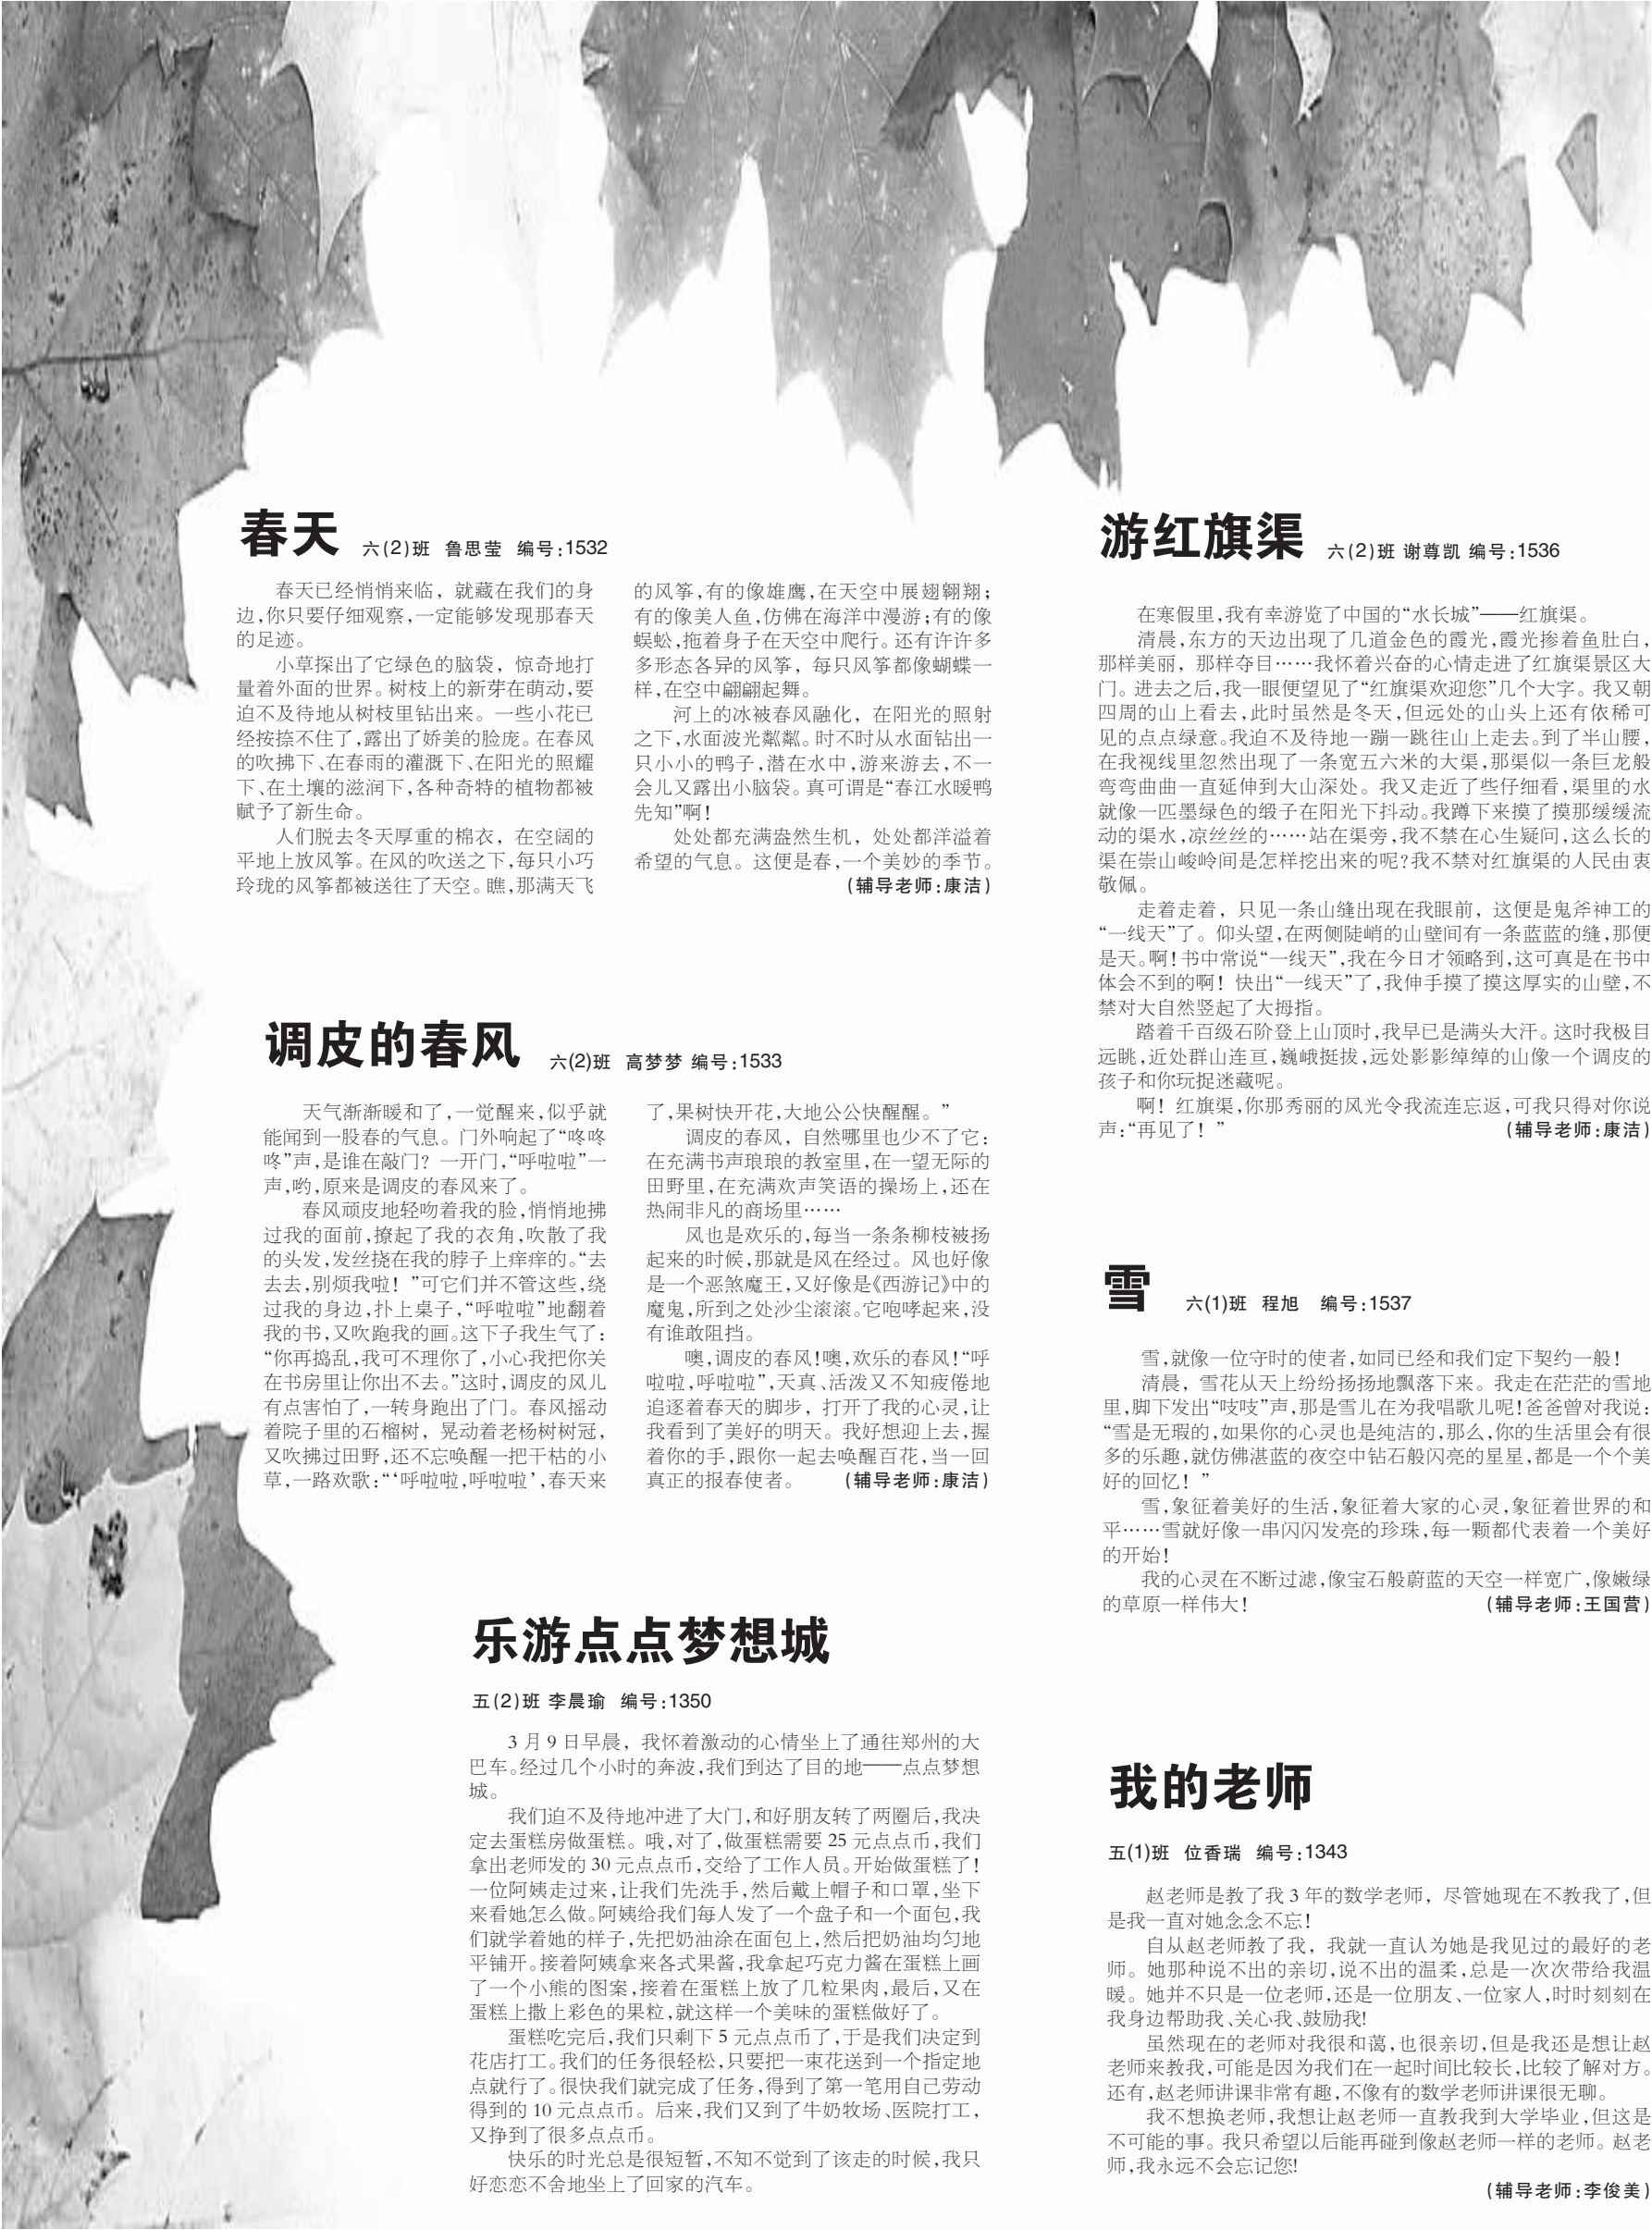 春天 六(2)班 鲁思莹 编号:1532
春天已经悄悄来临，就藏在我们的身
边,你只要仔细观察,一定能够发现那春天
的足迹。
小草探出了它绿色的脑袋，惊奇地打
量着外面的世界。树枝上的新芽在萌动,要
迫不及待地从树枝里钻出来。一些小花已
经按捺不住了,露出了娇美的脸庞。在春风
的吹拂下、在春雨的灌溉下、在阳光的照耀
下、在土壤的滋润下,各种奇特的植物都被
赋予了新生命。
人们脱去冬天厚重的棉衣，在空阔的
平地上放风筝。在风的吹送之下,每只小巧
玲珑的风筝都被送往了天空。瞧,那满天飞
的风筝,有的像雄鹰,在天空中展翅翱翔;
有的像美人鱼,仿佛在海洋中漫游;有的像
蜈蚣,拖着身子在天空中爬行。还有许许多
多形态各异的风筝，每只风筝都像蝴蝶一
样,在空中翩翩起舞。
河上的冰被春风融化，在阳光的照射
之下,水面波光粼粼。时不时从水面钻出一
只小小的鸭子,潜在水中,游来游去,不一
会儿又露出小脑袋。真可谓是“春江水暖鸭
先知”啊!
处处都充满盎然生机，处处都洋溢着
希望的气息。这便是春,一个美妙的季节。
(辅导老师:康洁)
调皮的春风 六(2)班 高梦梦 编号:1533
天气渐渐暖和了,一觉醒来,似乎就
能闻到一股春的气息。门外响起了“咚咚
咚”声,是谁在敲门？一开门,“呼啦啦”一
声,哟,原来是调皮的春风来了。
春风顽皮地轻吻着我的脸,悄悄地拂
过我的面前,撩起了我的衣角,吹散了我
的头发,发丝挠在我的脖子上痒痒的。“去
去去,别烦我啦！”可它们并不管这些,绕
过我的身边,扑上桌子,“呼啦啦”地翻着
我的书,又吹跑我的画。这下子我生气了:
“你再捣乱,我可不理你了,小心我把你关
在书房里让你出不去。”这时,调皮的风儿
有点害怕了,一转身跑出了门。春风摇动
着院子里的石榴树，晃动着老杨树树冠,
又吹拂过田野,还不忘唤醒一把干枯的小
草,一路欢歌:“‘呼啦啦,呼啦啦’,春天来
了,果树快开花,大地公公快醒醒。”
调皮的春风，自然哪里也少不了它:
在充满书声琅琅的教室里,在一望无际的
田野里,在充满欢声笑语的操场上,还在
热闹非凡的商场里……
风也是欢乐的,每当一条条柳枝被扬
起来的时候,那就是风在经过。风也好像
是一个恶煞魔王,又好像是《西游记》中的
魔鬼,所到之处沙尘滚滚。它咆哮起来,没
有谁敢阻挡。
噢,调皮的春风!噢,欢乐的春风!“呼
啦啦,呼啦啦”,天真、活泼又不知疲倦地
追逐着春天的脚步，打开了我的心灵,让
我看到了美好的明天。我好想迎上去,握
着你的手,跟你一起去唤醒百花,当一回
真正的报春使者。 (辅导老师:康洁)
乐游点点梦想城
五(2)班 李晨瑜 编号:1350
3月9日早晨，我怀着激动的心情坐上了通往郑州的大
巴车。经过几个小时的奔波,我们到达了目的地——点点梦想
城。
我们迫不及待地冲进了大门,和好朋友转了两圈后,我决
定去蛋糕房做蛋糕。哦,对了,做蛋糕需要 25 元点点币,我们
拿出老师发的 30 元点点币,交给了工作人员。开始做蛋糕了!
一位阿姨走过来,让我们先洗手,然后戴上帽子和口罩,坐下
来看她怎么做。阿姨给我们每人发了一个盘子和一个面包,我
们就学着她的样子,先把奶油涂在面包上,然后把奶油均匀地
平铺开。接着阿姨拿来各式果酱,我拿起巧克力酱在蛋糕上画
了一个小熊的图案,接着在蛋糕上放了几粒果肉,最后,又在
蛋糕上撒上彩色的果粒,就这样一个美味的蛋糕做好了。
蛋糕吃完后,我们只剩下 5 元点点币了,于是我们决定到
花店打工。我们的任务很轻松,只要把一束花送到一个指定地
点就行了。很快我们就完成了任务,得到了第一笔用自己劳动
得到的 10 元点点币。后来,我们又到了牛奶牧场、医院打工,
又挣到了很多点点币。
快乐的时光总是很短暂,不知不觉到了该走的时候,我只
好恋恋不舍地坐上了回家的汽车。
游红旗渠 六(2)班 谢尊凯 编号:1536
在寒假里,我有幸游览了中国的“水长城”——红旗渠。
清晨,东方的天边出现了几道金色的霞光,霞光掺着鱼肚白,
那样美丽，那样夺目……我怀着兴奋的心情走进了红旗渠景区大
门。进去之后,我一眼便望见了“红旗渠欢迎您”几个大字。我又朝
四周的山上看去,此时虽然是冬天,但远处的山头上还有依稀可
见的点点绿意。我迫不及待地一蹦一跳往山上走去。到了半山腰,
在我视线里忽然出现了一条宽五六米的大渠,那渠似一条巨龙般
弯弯曲曲一直延伸到大山深处。我又走近了些仔细看,渠里的水
就像一匹墨绿色的缎子在阳光下抖动。我蹲下来摸了摸那缓缓流
动的渠水,凉丝丝的……站在渠旁,我不禁在心生疑问,这么长的
渠在崇山峻岭间是怎样挖出来的呢?我不禁对红旗渠的人民由衷
敬佩。
走着走着，只见一条山缝出现在我眼前，这便是鬼斧神工的
“一线天”了。仰头望,在两侧陡峭的山壁间有一条蓝蓝的缝,那便
是天。啊!书中常说“一线天”,我在今日才领略到,这可真是在书中
体会不到的啊！快出“一线天”了,我伸手摸了摸这厚实的山壁,不
禁对大自然竖起了大拇指。
踏着千百级石阶登上山顶时,我早已是满头大汗。这时我极目
远眺,近处群山连亘,巍峨挺拔,远处影影绰绰的山像一个调皮的
孩子和你玩捉迷藏呢。
啊！红旗渠,你那秀丽的风光令我流连忘返,可我只得对你说
声:“再见了！” (辅导老师:康洁)
雪 六(1)班 程旭 编号:1537
雪,就像一位守时的使者,如同已经和我们定下契约一般!
清晨，雪花从天上纷纷扬扬地飘落下来。我走在茫茫的雪地
里,脚下发出“吱吱”声,那是雪儿在为我唱歌儿呢!爸爸曾对我说:
“雪是无瑕的,如果你的心灵也是纯洁的,那么,你的生活里会有很
多的乐趣,就仿佛湛蓝的夜空中钻石般闪亮的星星,都是一个个美
好的回忆！”
雪,象征着美好的生活,象征着大家的心灵,象征着世界的和
平……雪就好像一串闪闪发亮的珍珠,每一颗都代表着一个美好
的开始!
我的心灵在不断过滤,像宝石般蔚蓝的天空一样宽广,像嫩绿
的草原一样伟大! (辅导老师:王国营)
我的老师
五(1)班 位香瑞 编号:1343
赵老师是教了我 3 年的数学老师，尽管她现在不教我了,但
是我一直对她念念不忘!
自从赵老师教了我，我就一直认为她是我见过的最好的老
师。她那种说不出的亲切,说不出的温柔,总是一次次带给我温
暖。她并不只是一位老师,还是一位朋友、一位家人,时时刻刻在
我身边帮助我、关心我、鼓励我!
虽然现在的老师对我很和蔼,也很亲切,但是我还是想让赵
老师来教我,可能是因为我们在一起时间比较长,比较了解对方。
还有,赵老师讲课非常有趣,不像有的数学老师讲课很无聊。
我不想换老师,我想让赵老师一直教我到大学毕业,但这是
不可能的事。我只希望以后能再碰到像赵老师一样的老师。赵老
师,我永远不会忘记您!
(辅导老师:李俊美)